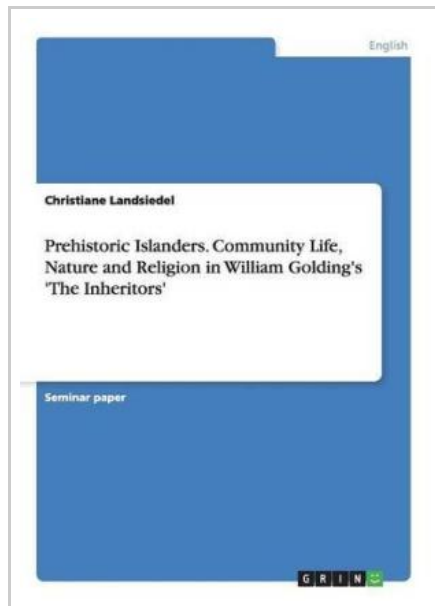 English
Christiane Landsiedel
Prehistoric Islanders. Community Life,
Nature and Religion in William Golding's
'The Inheritors'
Seminar paper
GRIN